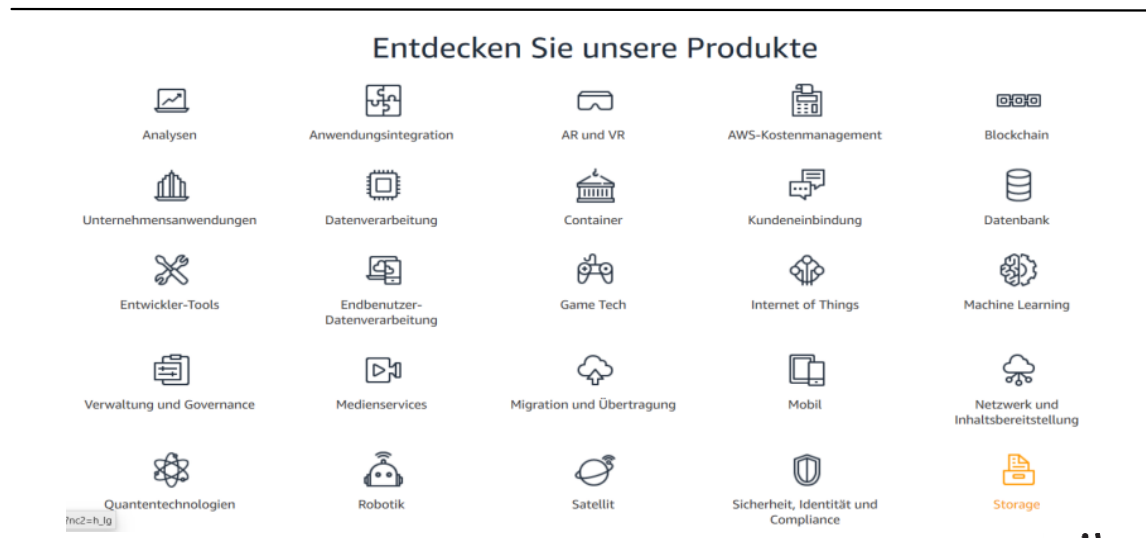 Entdecken Sie unsere Produkte
Analysen
Anwendungsintegration
AR und VR
AWS-Kostenmanagement
Blockchain
Unternehmensanwendungen
Datenverarbeitung
Container
Kundeneinbindung
Datenbank
Entwickler-Tools
Endbenutzer-
Datenverarbeitung
Game Tech
Internet of Things
Machine Learning
Verwaltung und Governance
Medienservices
Migration und Übertragung
Mobil
Netzwerk und
Inhaltsbereitstellung
Quantentechnologien
Robotik
Satellit
Sicherheit, Identität und
Compliance
Storage
?nc2=h_lg